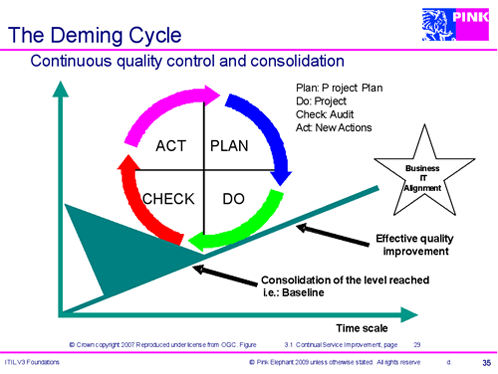 PINK
The Deming Cycle
Continuous quality control and consolidation
Plan: P roject Plan
Do: Project
Check: Audit
Act: New Actions
ACT
PLAN
CHECK
DO
Business
IT
Alignment
Effective quality
improvement
Consolidation of the level reached
i.e.: Baseline
Time scale
© Crown copyright 2007 Reproduced under license from OGC. Figure 3.1 Continual Service Improvement, page 29
ITIL V3 Foundations
© Pink Elephant 2009 unless otherwise stated. All rights reserve d.
35